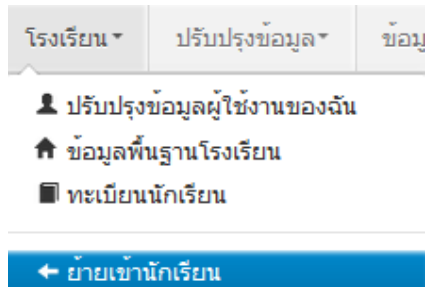 โรงเรียน ปรับปรุงข้อมูล
ปรับปรุงข้อมูลผู้ใช้งานของฉัน
ข้อมูลพื้นฐานโรงเรียน
ทะเบียนนักเรียน
ย้ายเข้านักเรียน